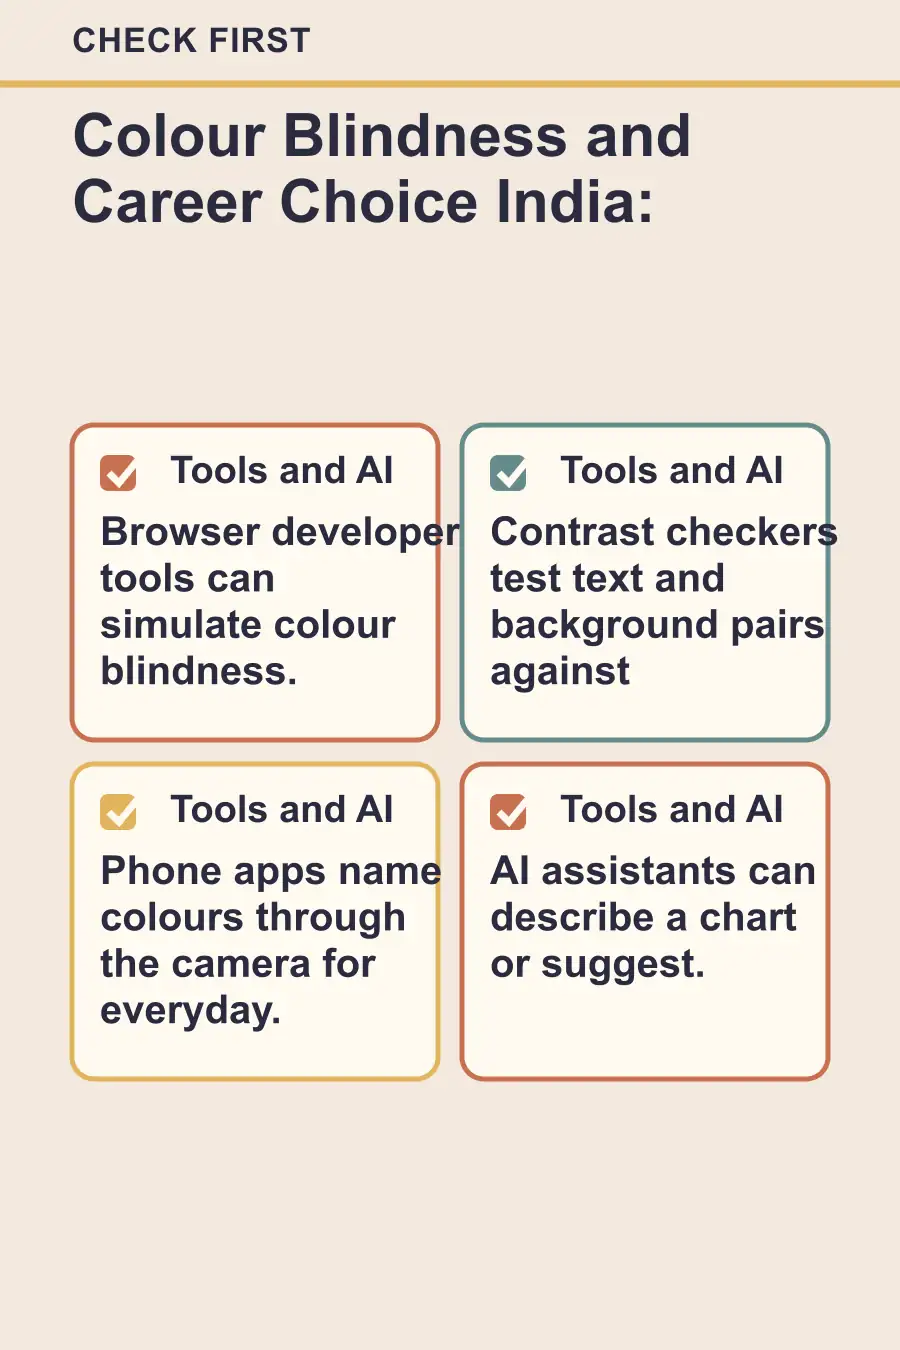 CHECK FIRST
Colour Blindness and
Career Choice India:
Tools and AI
Browser developer
tools can
simulate colour
blindness.
Tools and AI
Contrast checkers
test text and
background pairs
against
Tools and AI
Phone apps name
colours through
the camera for
everyday.
Tools and AI
AI assistants can
describe a chart
or suggest.